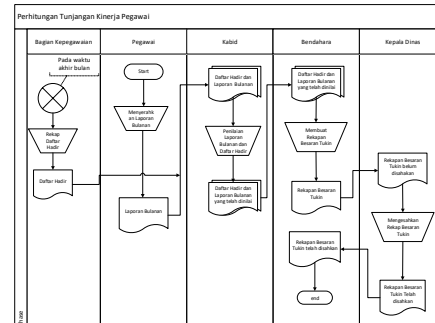 Perhitungan Tunjangan Kinerja Pegawai
Bagian Kepegawaian
Pegawai
Kabid
Bendahara
Kepala Dinas
Pada waktu
akhir bulan
Rekap
Daftar
Hadir
Daftar Hadir
Start
Menyerahk
an Laporan
Bulanan
Laporan Bulanan
Daftar Hadir dan
Laporan Bulanan
Penilaian
Laporan
Bulanan dan
Daftar Hadir
Daftar Hadir dan
Laporan Bulanan
yang telah dinilai
Daftar Hadir dan
Laporan Bulanan
yang telah dinilai
Membuat
Rekapan
Besaran Tukin
Rekapan Besaran
Tukin
Rekapan Besaran
Tukin telah disahkan
end
Rekapan Besaran
Tukin belum
disahakan
Mengesahkan
Rekap Besaran
Tukin
Rekapan Besaran
Tukin Telah
disahkan
hase